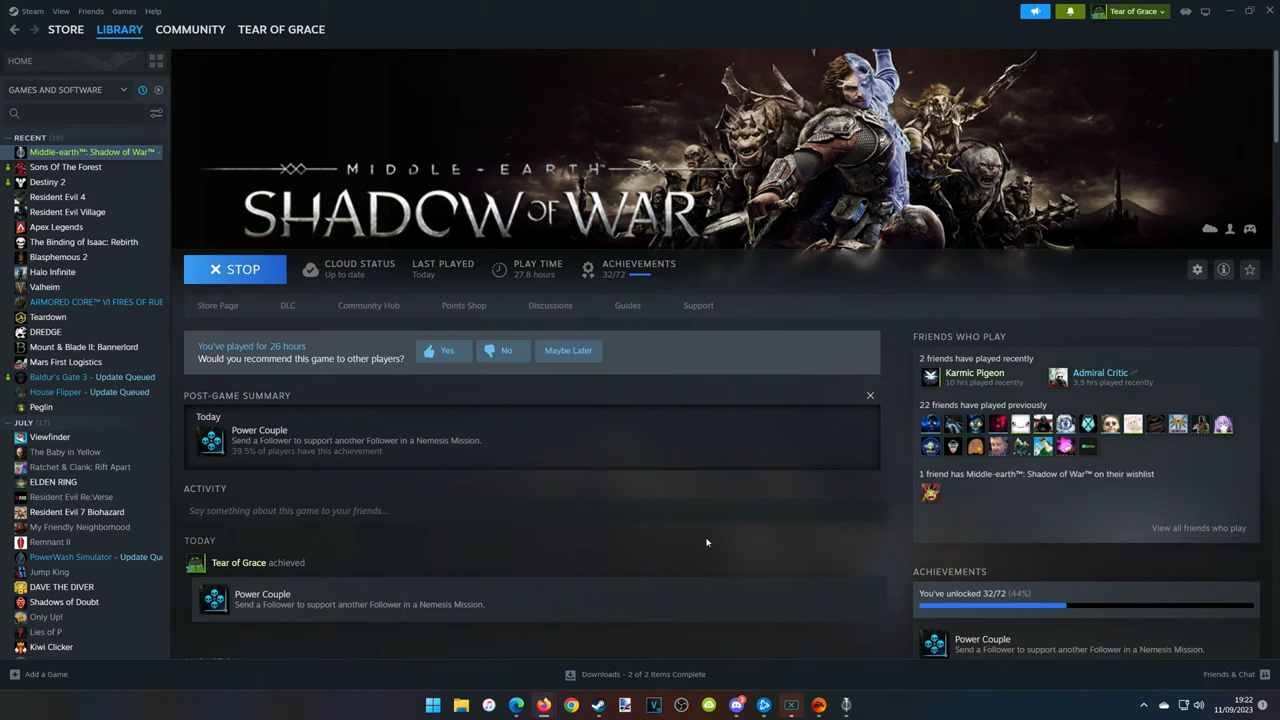 Steam View Friends Games Help
Tear of Grace
STORE LIBRARY COMMUNITY TEAR OF GRACE
HOME
GAMES AND SOFTWARE
RECENT (18)
Middle-earth™: Shadow of War™ -
Sons Of The Forest
Destiny 2
Resident Evil 4
Resident Evil Village
Apex Legends
The Binding of Isaac: Rebirth
Blasphemous 2
Halo Infinite
Valheim
ARMORED CORE™ VI FIRES OF RUB
Teardown
DREDGE
Mount & Blade II: Bannerlord
Mars First Logistics
Baldur's Gate 3 - Update Queued
House Flipper - Update Queued
Peglin
JULY (17)
Viewfinder
The Baby in Yellow
Ratchet & Clank: Rift Apart
ELDEN RING
Resident Evil Re:Verse
Resident Evil 7 Biohazard
My Friendly Neighborhood
Remnant II
PowerWash Simulator - Update Que
Jump King
DAVE THE DIVER
Shadows of Doubt
Only Up!
Lies of P
Kiwi Clicker
MIDDLE-EARTH
SHADOW OF WAR
STOP
CLOUD STATUS
Up to date
LAST PLAYED
Today
PLAY TIME
27.8 hours
ACHIEVEMENTS
32/72
Store Page DLC Community Hub Points Shop Discussions Guides Support
You've played for 26 hours
Would you recommend this game to other players?
Yes No Maybe Later
POST-GAME SUMMARY
Today
Power Couple
Send a Follower to support another Follower in a Nemesis Mission.
39.5% of players have this achievement
ACTIVITY
Say something about this game to your friends...
TODAY
Tear of Grace achieved
Power Couple
Send a Follower to support another Follower in a Nemesis Mission.
FRIENDS WHO PLAY
2 friends have played recently
Karmic Pigeon
10 hrs played recently
Admiral Critic
3.5 hrs played recently
22 friends have played previously
1 friend has Middle-earth™: Shadow of War™ on their wishlist
View all friends who play
ACHIEVEMENTS
You've unlocked 32/72 (44%)
Power Couple
Send a Follower to support another Follower in a Nemesis Mission.
Add a Game
Downloads - 2 of 2 Items Complete
Friends & Chat
19:22
11/09/2023